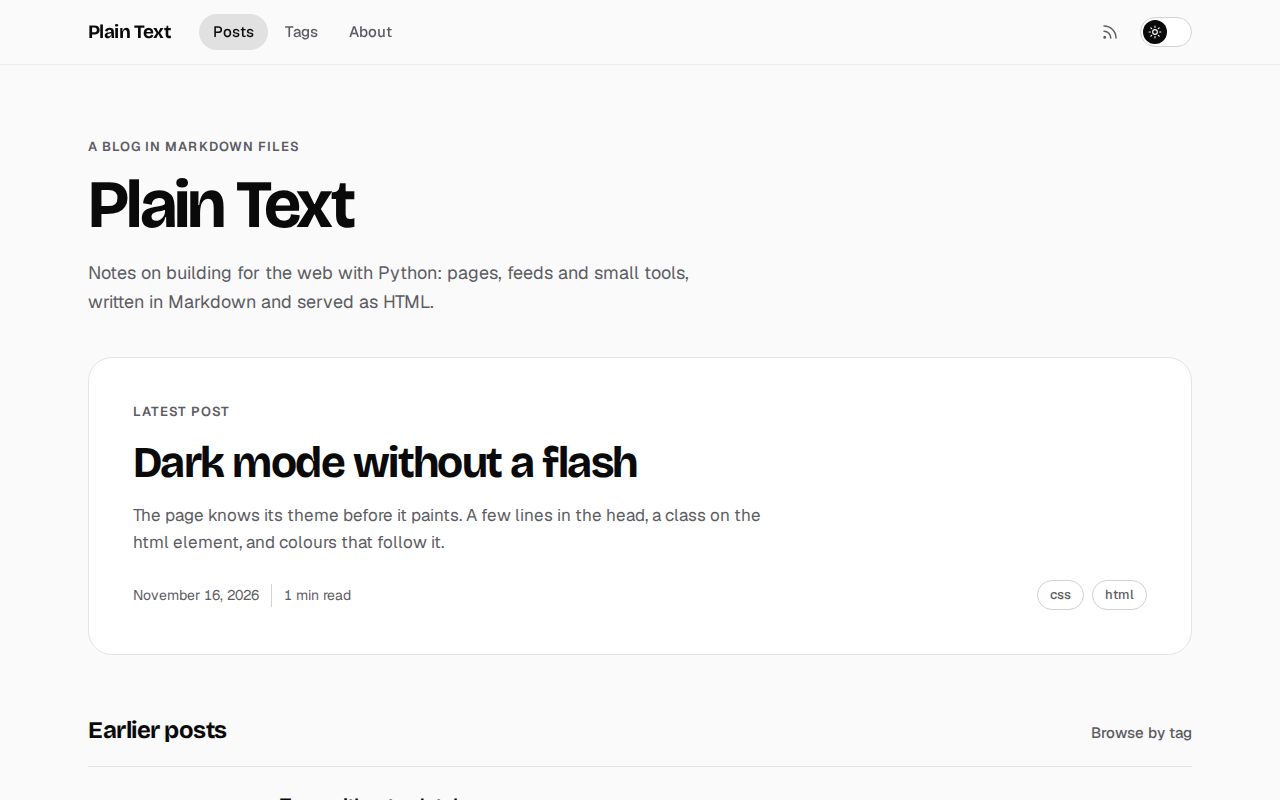 Plain Text
Posts
Tags
About
A BLOG IN MARKDOWN FILES
Plain Text
Notes on building for the web with Python: pages, feeds and small tools,
written in Markdown and served as HTML.
LATEST POST
Dark mode without a flash
The page knows its theme before it paints. A few lines in the head, a class on the
html element, and colours that follow it.
November 16, 2026
1 min read
css
html
Earlier posts
Browse by tag